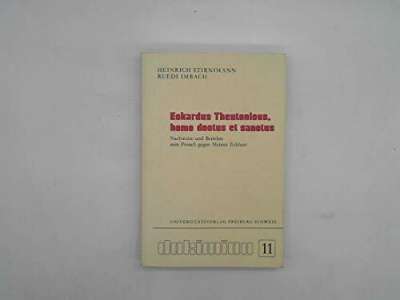 HEINRICH STIRNIMANN
RUEDI IMBACH
Eckardus Theutonicus,
homo doctus et sanctus
Nachweise und Berichte
zum Prozeß gegen Meister Eckhart
UNIVERSITÄTSVERLAG FREIBURG SCHWEIZ
dokimion 11